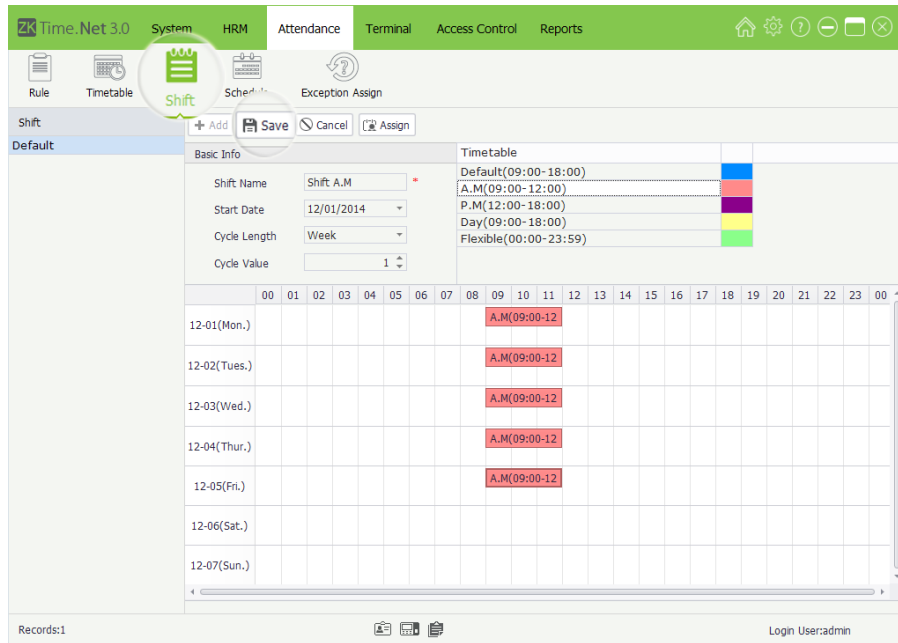 ZK Time.Net 3.0 System HRM Attendance Terminal Access Control Reports
Rule Timetable Shift Schedule Exception Assign
Shift
Default
+ Add Save Cancel Assign
Basic Info
Shift Name Shift A.M *
Start Date 12/01/2014
Cycle Length Week
Cycle Value 1
Timetable
Default(09:00-18:00)
A.M(09:00-12:00)
P.M(12:00-18:00)
Day(09:00-18:00)
Flexible(00:00-23:59)
00 01 02 03 04 05 06 07 08 09 10 11 12 13 14 15 16 17 18 19 20 21 22 23 00
12-01(Mon.) A.M(09:00-12
12-02(Tues.) A.M(09:00-12
12-03(Wed.) A.M(09:00-12
12-04(Thur.) A.M(09:00-12
12-05(Fri.) A.M(09:00-12
12-06(Sat.)
12-07(Sun.)
Records:1 Login User:admin